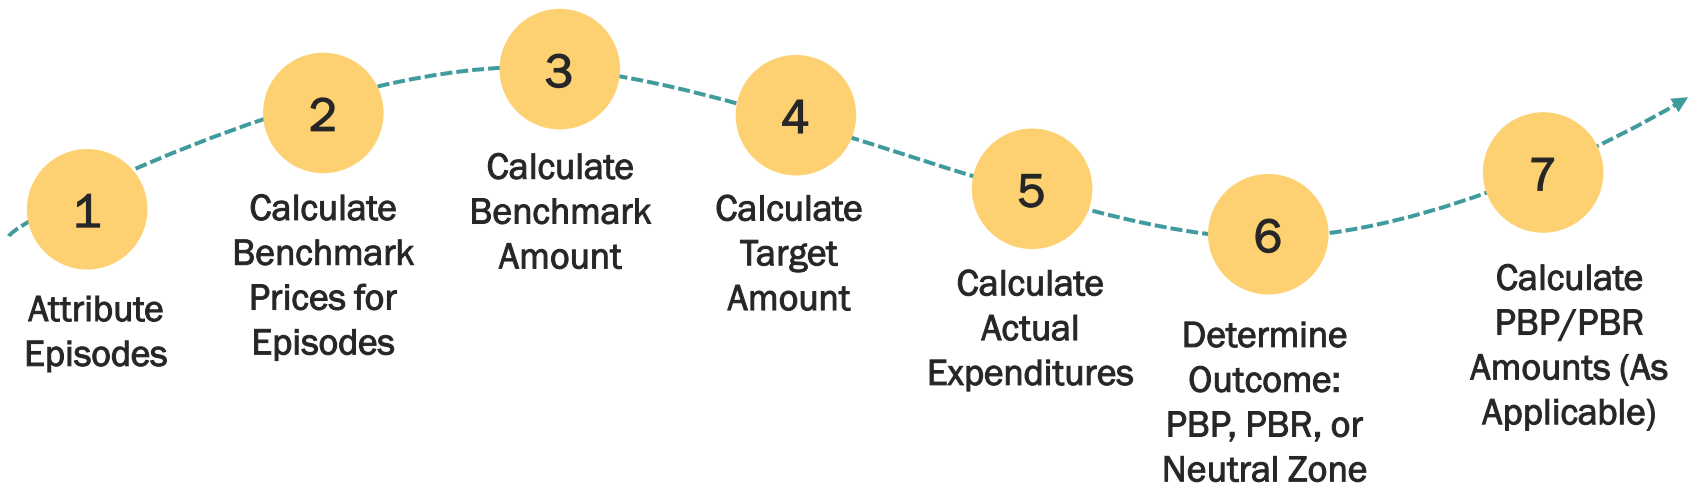 1
Attribute
Episodes
2
Calculate
Benchmark
Prices for
Episodes
3
Calculate
Benchmark
Amount
4
Calculate
Target
Amount
5
Calculate
Actual
Expenditures
6
Determine
Outcome:
PBP, PBR, or
Neutral Zone
7
Calculate
PBP/PBR
Amounts (As
Applicable)